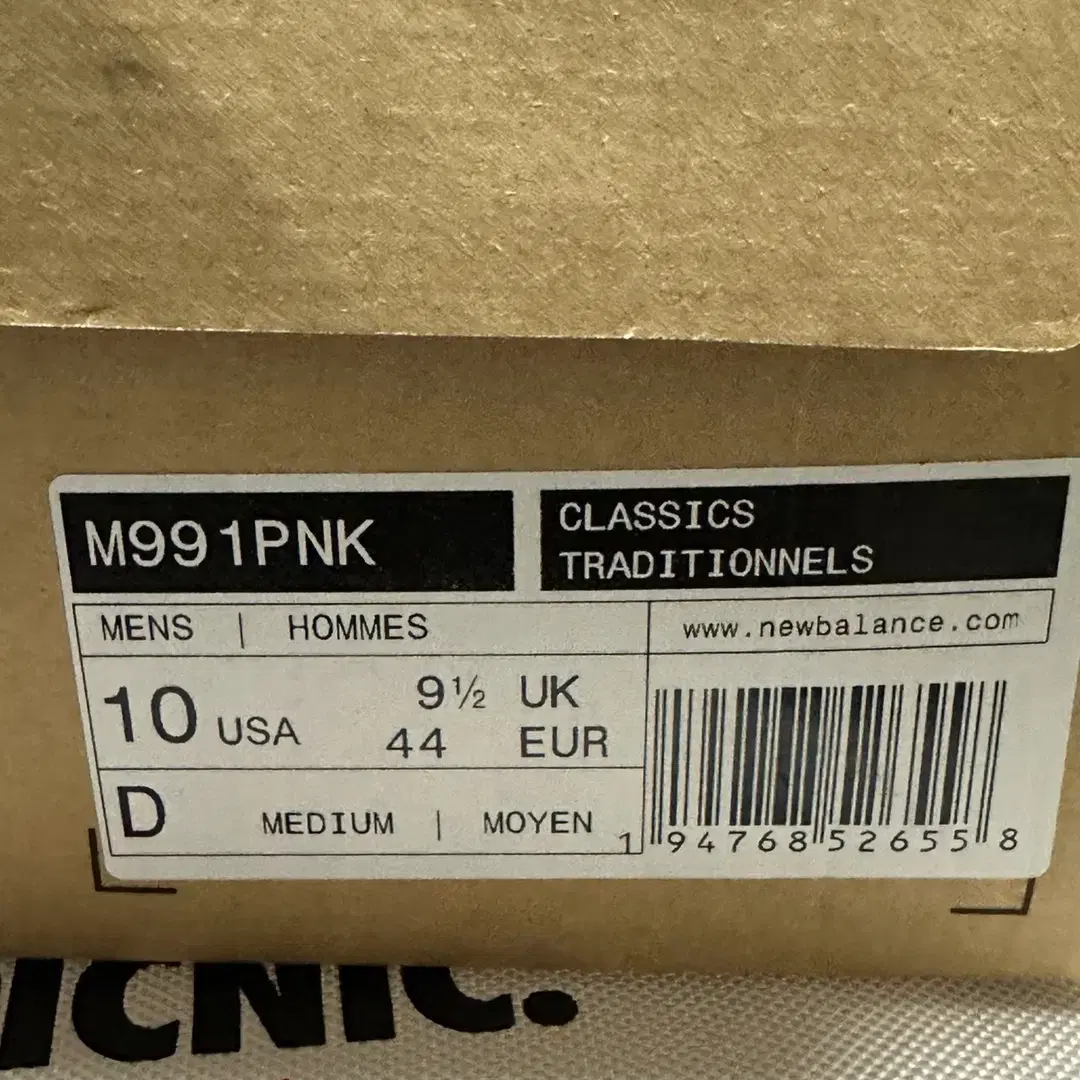 M991PNK
CLASSICS
TRADITIONNELS
MENS | HOMMES
www.newbalance.com
10 USA
9½ UK
44 EUR
D MEDIUM | MOYEN
1 94768 52655 8